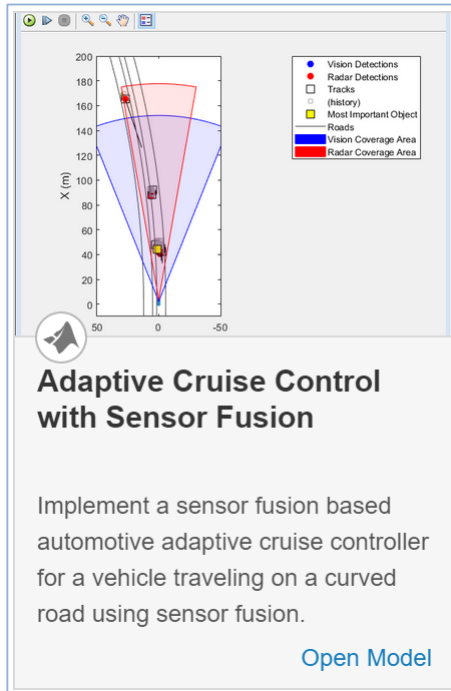 200
180
160
140
120
100
80
60
40
20
0
X (m)
50
0
-50
Vision Detections
Radar Detections
Tracks
(history)
Most Important Object
Roads
Vision Coverage Area
Radar Coverage Area
Adaptive Cruise Control
with Sensor Fusion
Implement a sensor fusion based
automotive adaptive cruise controller
for a vehicle traveling on a curved
road using sensor fusion.
Open Model